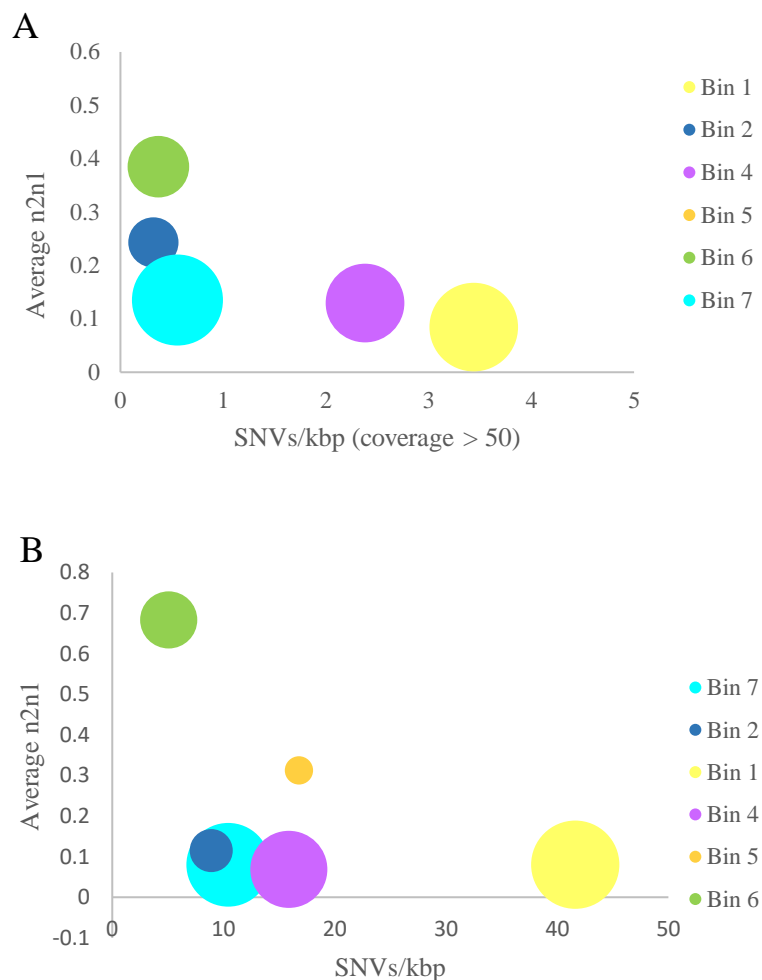 A
0.6
0.5
0.4
0.3
0.2
0.1
0
Average n2n1
0 1 2 3 4 5
SNVs/kbp (coverage > 50)
Bin 1
Bin 2
Bin 4
Bin 5
Bin 6
Bin 7
B
0.8
0.7
0.6
0.5
0.4
0.3
0.2
0.1
0
-0.1
Average n2n1
0 10 20 30 40 50
SNVs/kbp
Bin 7
Bin 2
Bin 1
Bin 4
Bin 5
Bin 6